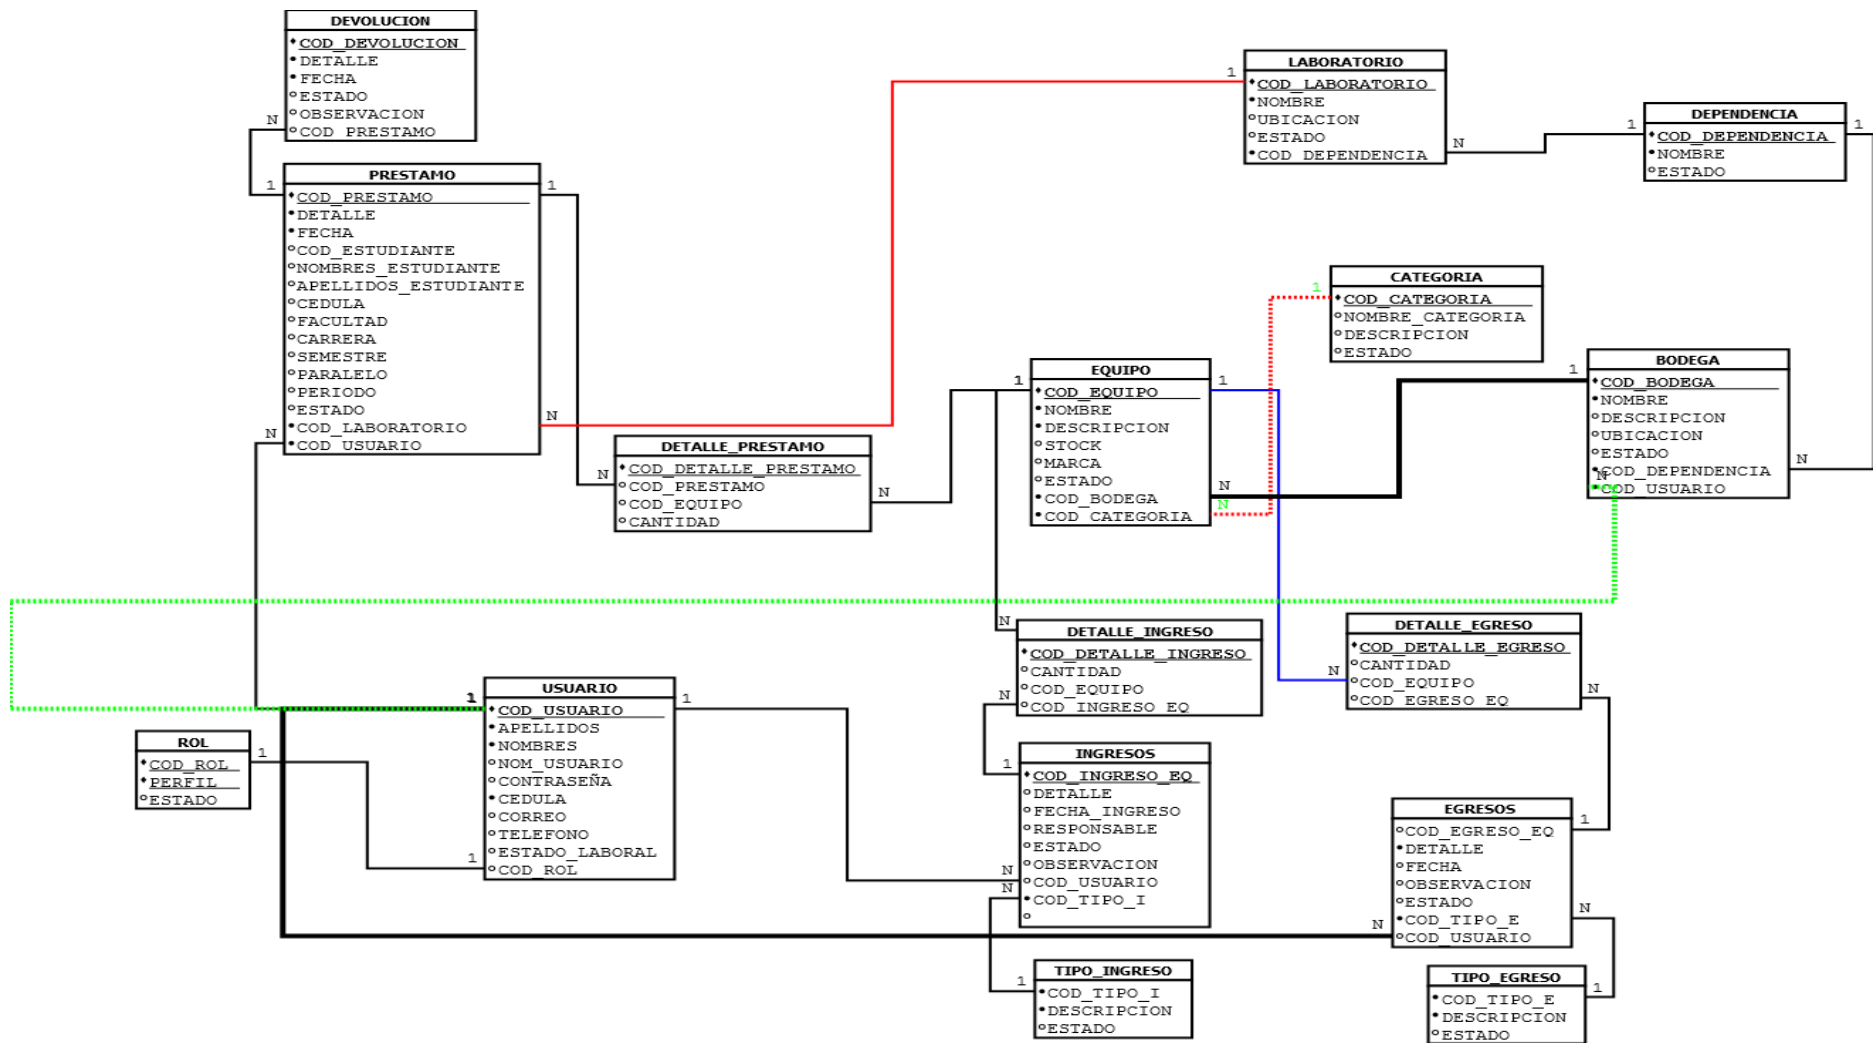 DEVOLUCION
COD_DEVOLUCION
DETALLE
FECHA
ESTADO
OBSERVACION
COD_PRESTAMO
N
1
PRESTAMO
1
COD_PRESTAMO
DETALLE
FECHA
COD_ESTUDIANTE
NOMBRES_ESTUDIANTE
APELLIDOS_ESTUDIANTE
CEDULA
FACULTAD
CARRERA
SEMESTRE
PARALELO
PERIODO
ESTADO
COD_LABORATORIO
COD_USUARIO
N
N
LABORATORIO
1
COD_LABORATORIO
NOMBRE
UBICACION
ESTADO
COD_DEPENDENCIA
N
DEPENDENCIA
1
1
COD_DEPENDENCIA
NOMBRE
ESTADO
CATEGORIA
1
COD_CATEGORIA
NOMBRE_CATEGORIA
DESCRIPCION
ESTADO
DETALLE_PRESTAMO
COD_DETALLE_PRESTAMO
COD_PRESTAMO
COD_EQUIPO
CANTIDAD
N
N
EQUIPO
1
1
COD_EQUIPO
NOMBRE
DESCRIPCION
STOCK
MARCA
ESTADO
COD_BODEGA
COD_CATEGORIA
N
N
BODEGA
1
COD_BODEGA
NOMBRE
DESCRIPCION
UBICACION
ESTADO
COD_DEPENDENCIA
COD_USUARIO
N
N
DETALLE_INGRESO
N
COD_DETALLE_INGRESO
CANTIDAD
COD_EQUIPO
COD_INGRESO_EQ
N
DETALLE_EGRESO
COD_DETALLE_EGRESO
CANTIDAD
COD_EQUIPO
COD_EGRESO_EQ
N
N
ROL
COD_ROL
PERFIL
ESTADO
1
USUARIO
1
1
COD_USUARIO
APELLIDOS
NOMBRES
NOM_USUARIO
CONTRASEÑA
CEDULA
CORREO
TELEFONO
ESTADO_LABORAL
COD_ROL
1
INGRESOS
1
COD_INGRESO_EQ
DETALLE
FECHA_INGRESO
RESPONSABLE
ESTADO
OBSERVACION
COD_USUARIO
COD_TIPO_I
N
N
EGRESOS
COD_EGRESO_EQ
DETALLE
FECHA
OBSERVACION
ESTADO
COD_TIPO_E
COD_USUARIO
1
N
N
TIPO_INGRESO
1
COD_TIPO_I
DESCRIPCION
ESTADO
TIPO_EGRESO
1
COD_TIPO_E
DESCRIPCION
ESTADO